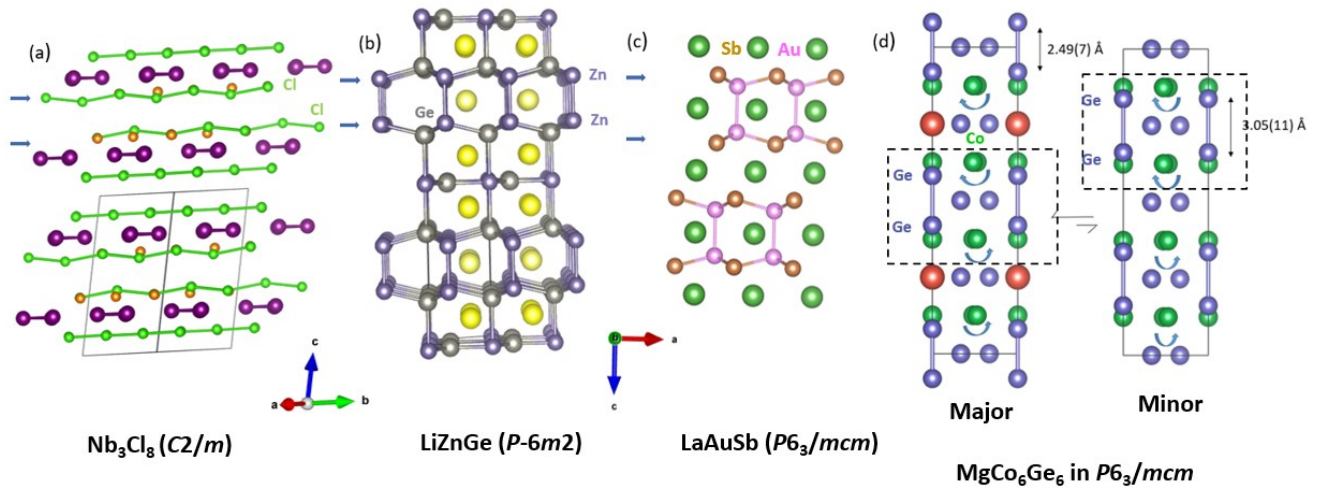 (a)
Cl
Cl
c
a
b
Nb₃Cl₈ (C2/m)
(b)
Zn
Ge
Zn
LiZnGe (P-6m2)
(c)
Sb
Au
b
a
c
LaAuSb (P6₃/mcm)
(d)
2.49(7) Å
Co
Ge
Ge
Major
Ge
Ge
3.05(11) Å
Minor
MgCo₆Ge₆ in P6₃/mcm